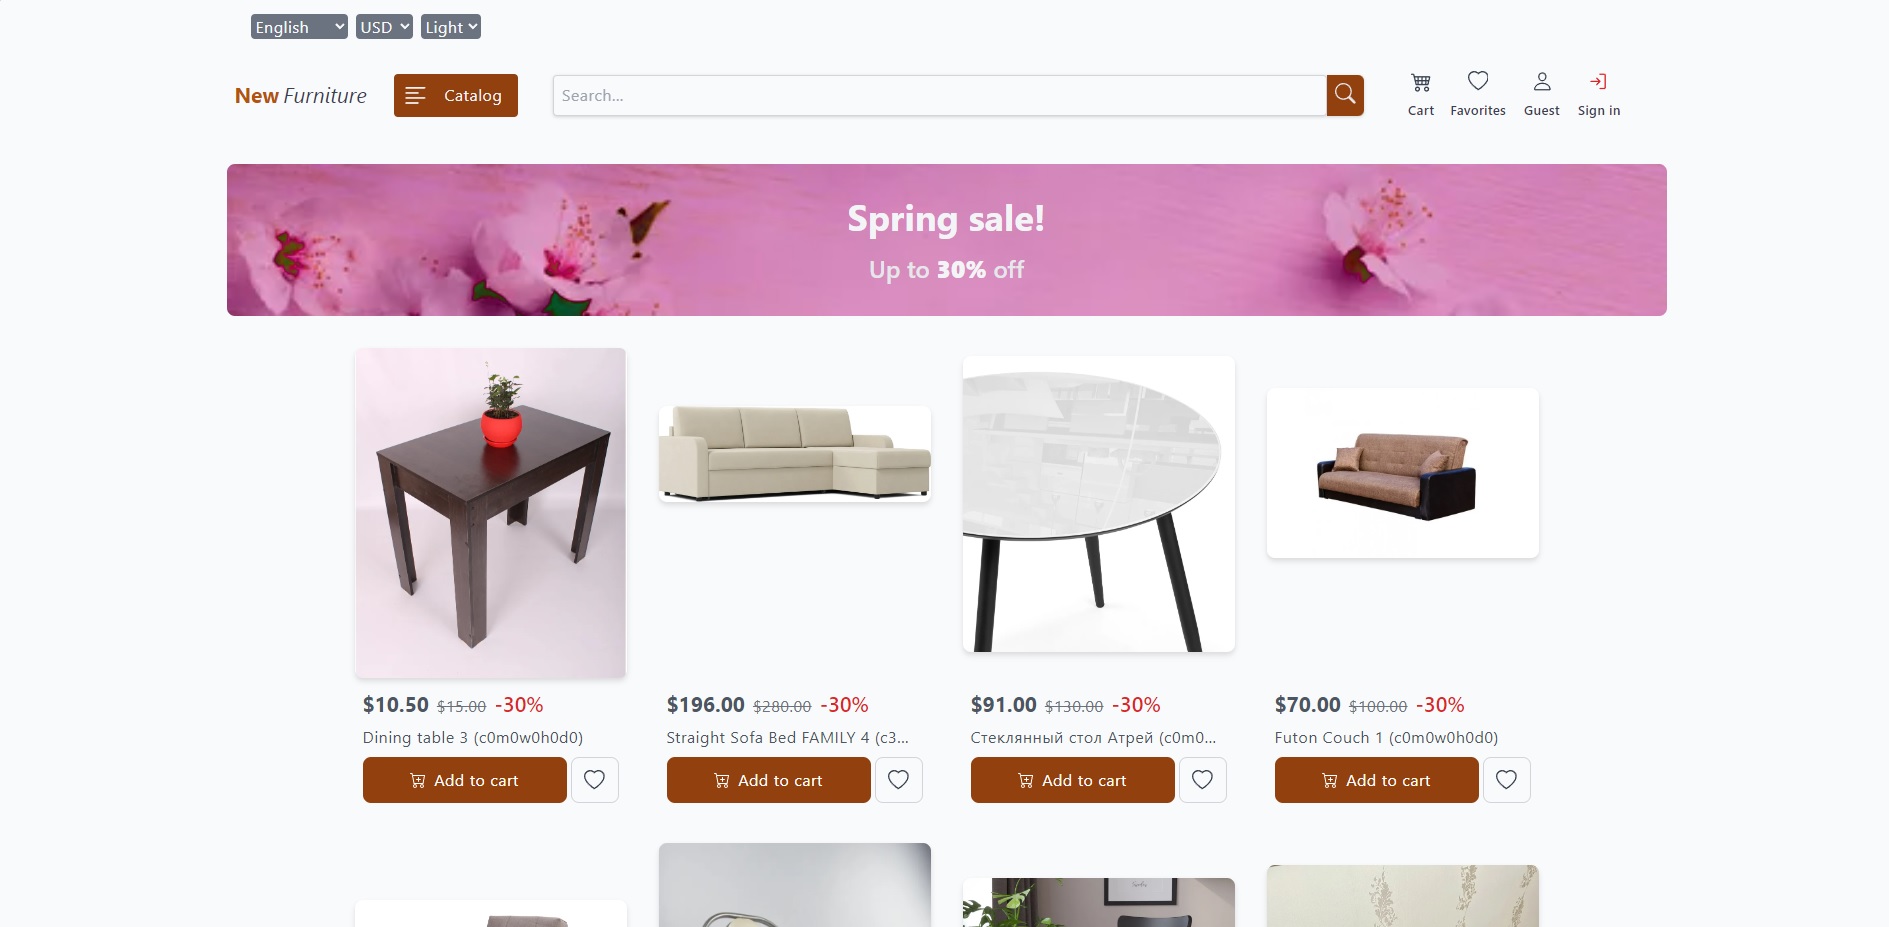 English USD Light
New Furniture
Catalog
Search...
Cart Favorites Guest Sign in
Spring sale!
Up to 30% off
$10.50 $15.00 -30%
Dining table 3 (c0m0w0h0d0)
Add to cart
$196.00 $280.00 -30%
Straight Sofa Bed FAMILY 4 (c3...
Add to cart
$91.00 $130.00 -30%
Стеклянный стол Атрей (c0m0...
Add to cart
$70.00 $100.00 -30%
Futon Couch 1 (c0m0w0h0d0)
Add to cart